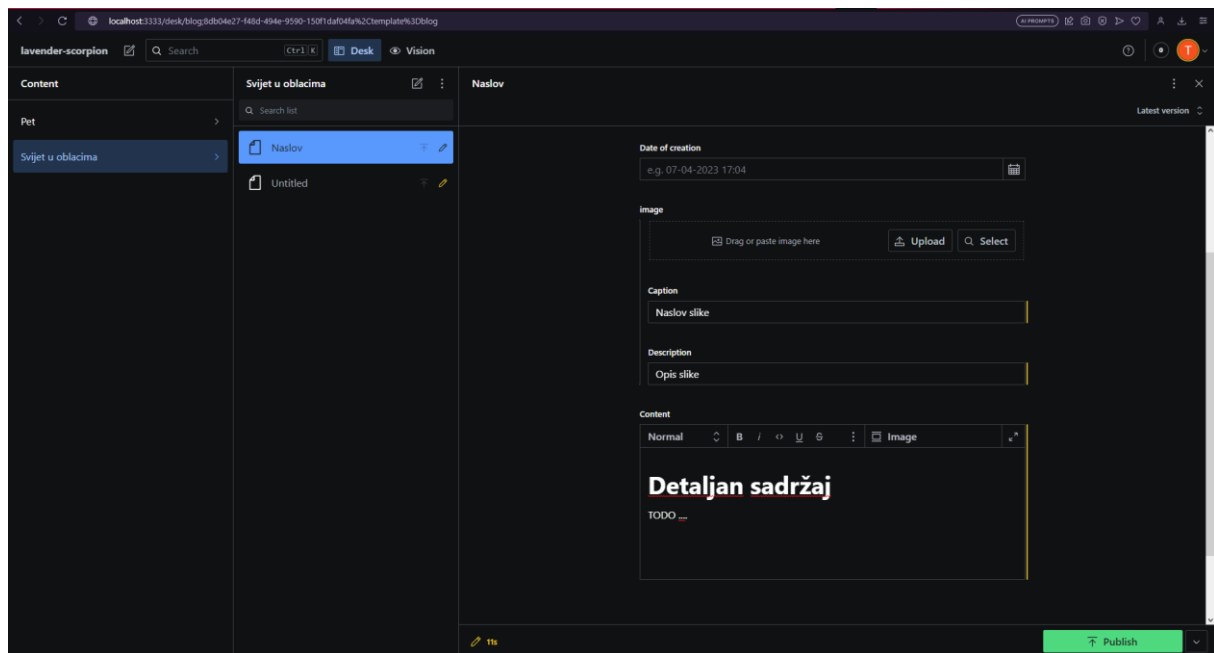 localhost:3333/desk/blog;8db04e27-f48d-494e-9590-150f1daf04fa%2Ctemplate%3Dblog
AI PROMPTS
lavender-scorpion
Search
Ctrl K
Desk
Vision
T
Content
Svijet u oblacima
Naslov
Search list
Latest version
Pet
Svijet u oblacima
Naslov
Untitled
Date of creation
e.g. 07-04-2023 17:04
image
Drag or paste image here
Upload
Select
Caption
Naslov slike
Description
Opis slike
Content
Normal
B i <> U S
Image
Detaljan sadržaj
TODO ....
11s
Publish